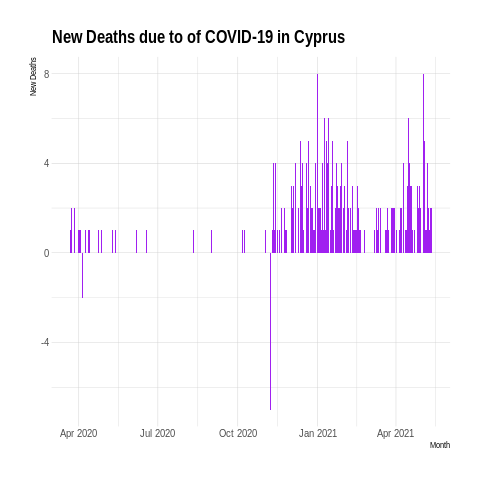 New Deaths due to of COVID-19 in Cyprus
New Deaths
8
4
0
-4
Apr 2020 Jul 2020 Oct 2020 Jan 2021 Apr 2021
Month